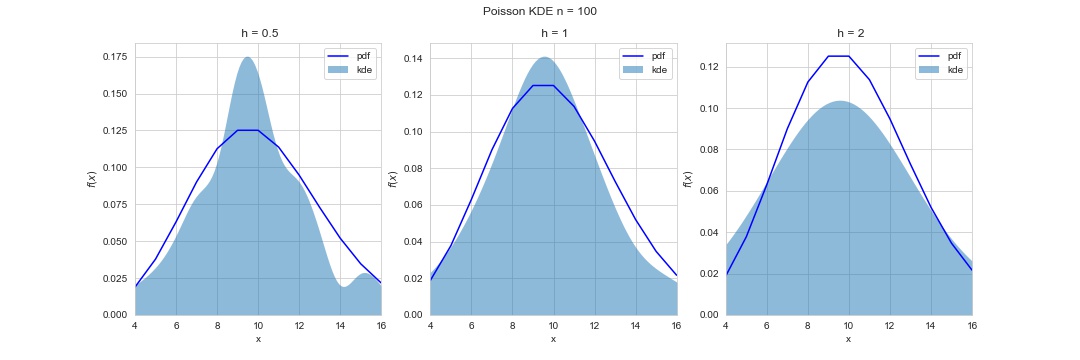 Poisson KDE n = 100
h = 0.5
pdf
kde
0.175
0.150
0.125
0.100
0.075
0.050
0.025
0.000
f(x)
4 6 8 10 12 14 16
x
h = 1
pdf
kde
0.14
0.12
0.10
0.08
0.06
0.04
0.02
0.00
f(x)
4 6 8 10 12 14 16
x
h = 2
pdf
kde
0.12
0.10
0.08
0.06
0.04
0.02
0.00
f(x)
4 6 8 10 12 14 16
x